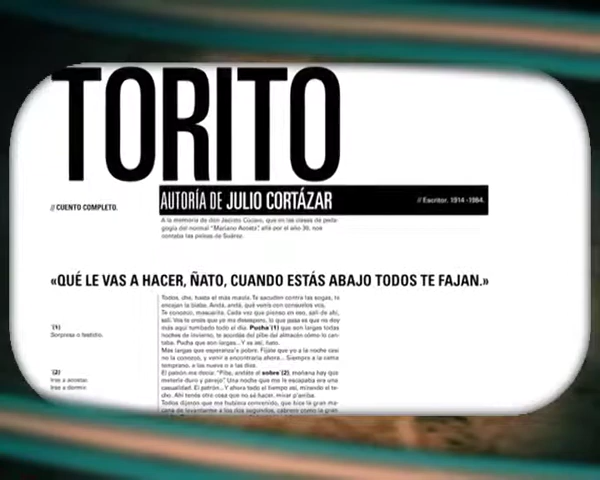 TORITO
AUTORÍA DE JULIO CORTÁZAR
// Escritor. 1914 -1984.
// CUENTO COMPLETO.
A la memoria de don Jacinto Cúcaro, que en las clases de peda-
gogía del normal "Mariano Acosta", allá por el año 30, nos
contaba las peleas de Suárez.
«QUÉ LE VAS A HACER, ÑATO, CUANDO ESTÁS ABAJO TODOS TE FAJAN.»
Todos, che, hasta el más maula. Te sacuden contra las sogas, te
encajan la biaba. Andá, andá, qué venís con consuelos vos.
Te conozco, mascarita. Cada vez que pienso en eso, salí de ahí,
salí. Vos te creés que yo me desespero, lo que pasa es que no doy
más aquí tumbado todo el día. Pucha (1) que son largas todas
noches de invierno, te acordás del pibe del almacén cómo lo can-
taba. Pucha que son largas... Y es así, ñato.
Más largas que esperanza'e pobre. Fijáte que yo a la noche casi
no la conozco, y venir a encontrarla ahora... Siempre a la cama
temprano, a las nueve o a las diez.
El patrón me decía: "Pibe, andáte al sobre (2), mañana hay que
meterle duro y parejo". Una noche que me le escapaba era una
casualidad. El patrón... Y ahora todo el tiempo así, mirando el te-
cho. Ahí tenés otra cosa que no sé hacer, mirar p'arriba.
Todos dijeron que me hubiera convenido, que hice la gran ma-
cana de levantarme a los dos segundos, cabrero como la gran
(1)
Sorpresa o fastidio.
(2)
Irse a acostar.
Irse a dormir.